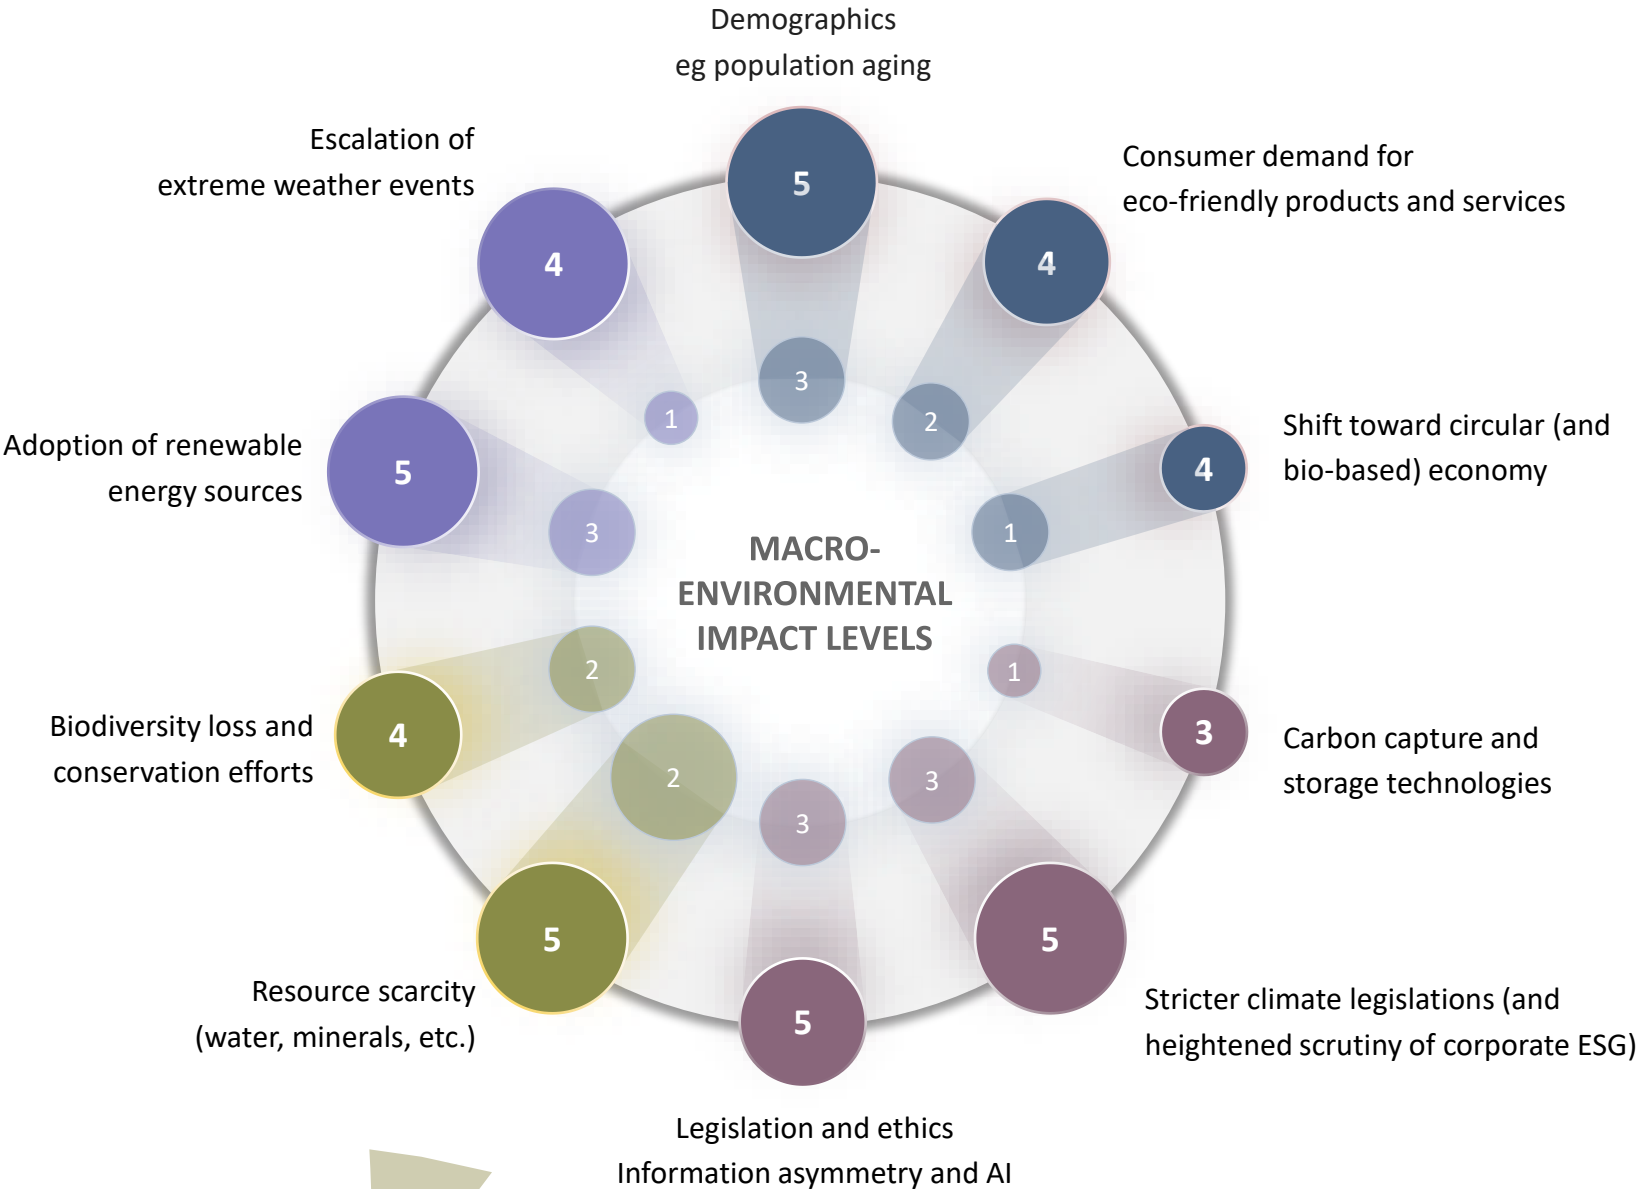 Demographics
eg population aging
5
3
Consumer demand for
eco-friendly products and services
4
2
Shift toward circular (and
bio-based) economy
4
1
Carbon capture and
storage technologies
3
1
Stricter climate legislations (and
heightened scrutiny of corporate ESG)
5
3
Legislation and ethics
Information asymmetry and AI
5
3
Resource scarcity
(water, minerals, etc.)
5
2
Biodiversity loss and
conservation efforts
4
2
Adoption of renewable
energy sources
5
3
Escalation of
extreme weather events
4
1
MACRO-
ENVIRONMENTAL
IMPACT LEVELS